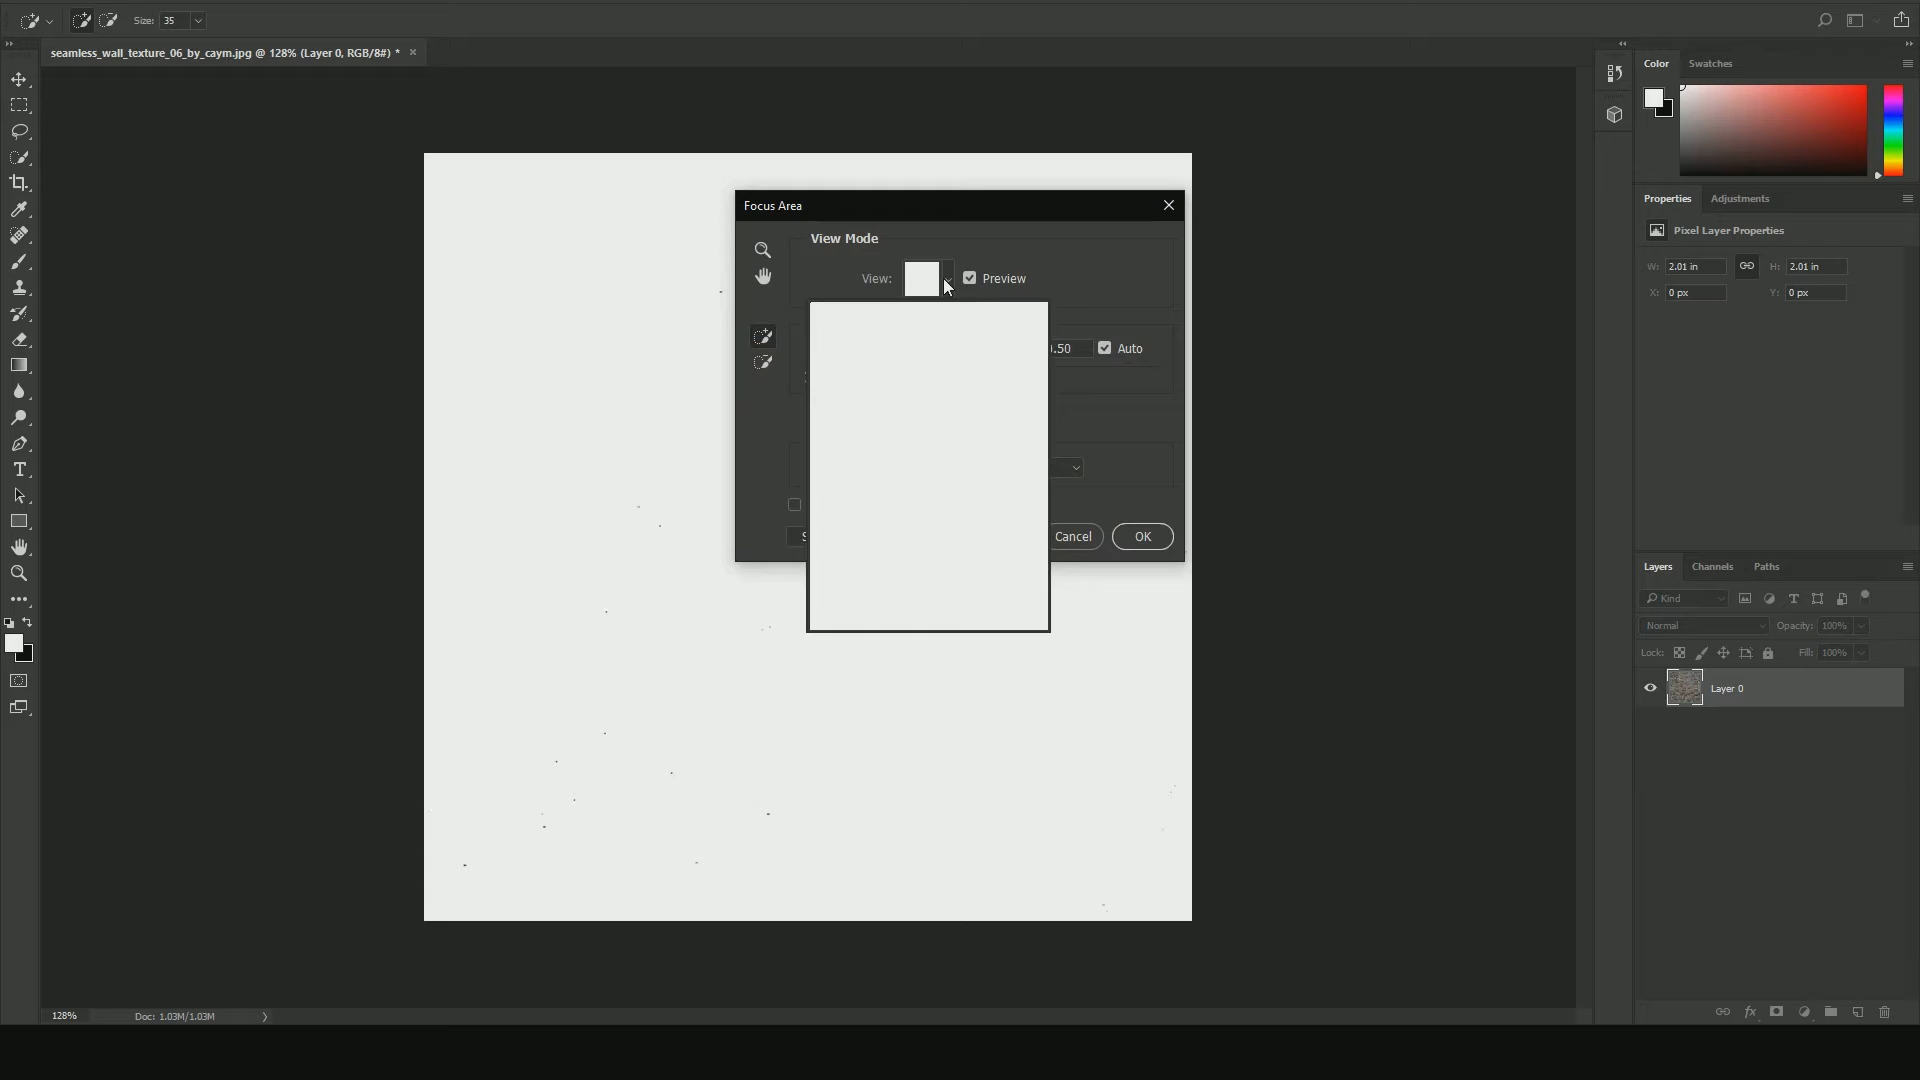 Size: 35
seamless_wall_texture_06_by_caym.jpg @ 128% (Layer 0, RGB/8#) *
Color
Swatches
Focus Area
View Mode
View:
Preview
.50
Auto
Cancel
OK
Properties
Adjustments
Pixel Layer Properties
W: 2.01 in
H: 2.01 in
X: 0 px
Y: 0 px
Layers
Channels
Paths
Kind
Normal
Opacity: 100%
Lock:
Fill: 100%
Layer 0
128%
Doc: 1.03M/1.03M